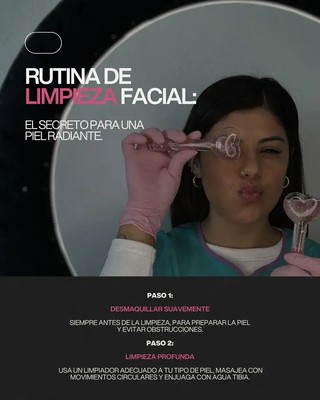 RUTINA DE
LIMPIEZA FACIAL:
EL SECRETO PARA UNA
PIEL RADIANTE.
PASO 1:
DESMAQUILLAR SUAVEMENTE
SIEMPRE ANTES DE LA LIMPIEZA, PARA PREPARAR LA PIEL
Y EVITAR OBSTRUCCIONES.
PASO 2:
LIMPIEZA PROFUNDA
USA UN LIMPIADOR ADECUADO A TU TIPO DE PIEL, MASAJEA CON
MOVIMIENTOS CIRCULARES Y ENJUAGA CON AGUA TIBIA.